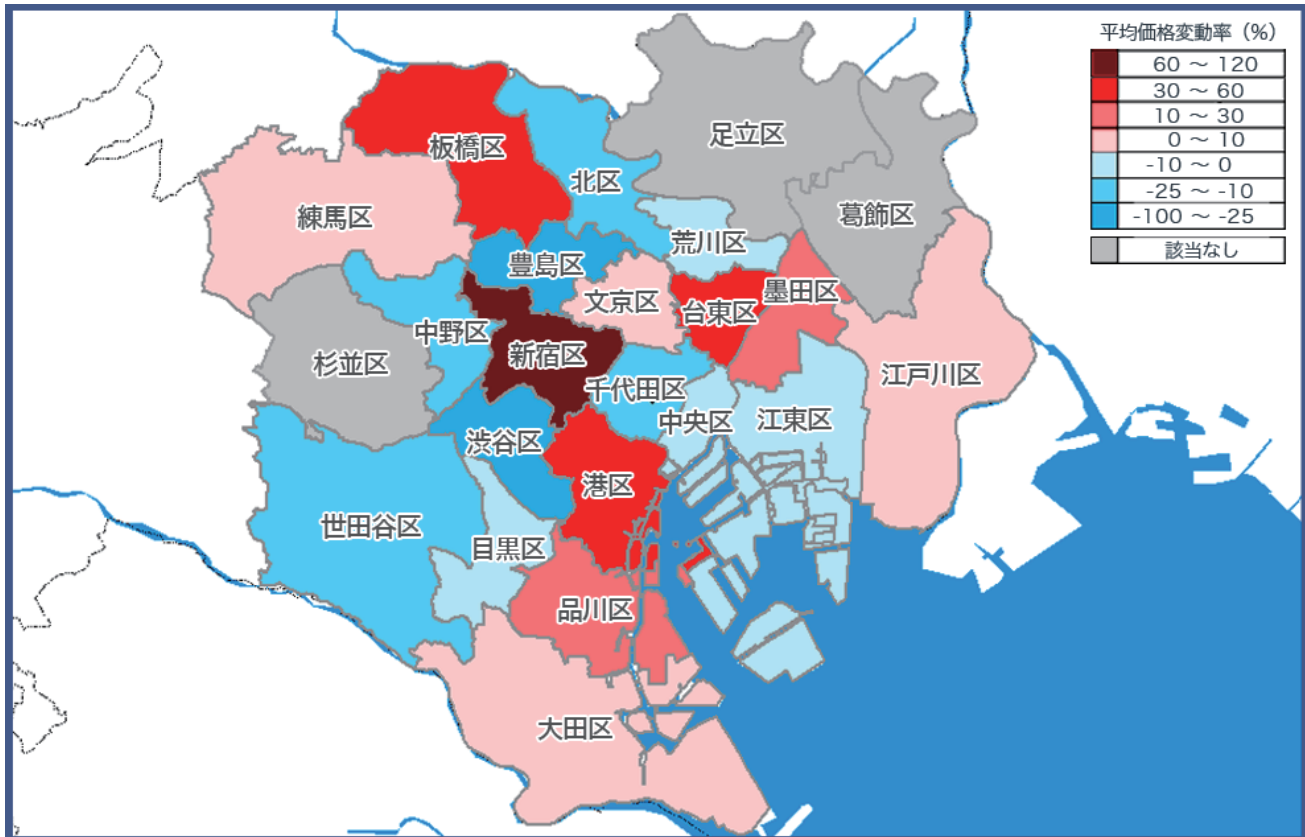 平均価格変動率（%）
60 ～ 120
30 ～ 60
10 ～ 30
0 ～ 10
-10 ～ 0
-25 ～ -10
-100 ～ -25
該当なし
足立区
板橋区
北区
葛飾区
練馬区
荒川区
豊島区
墨田区
文京区
台東区
中野区
新宿区
杉並区
江戸川区
千代田区
中央区
江東区
渋谷区
港区
世田谷区
目黒区
品川区
大田区